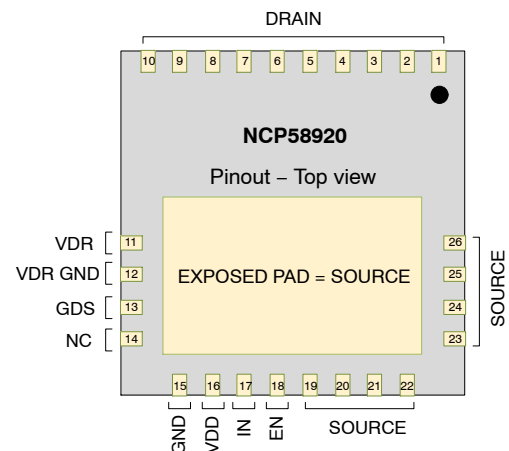 DRAIN
10 9 8 7 6 5 4 3 2 1
NCP58920
Pinout – Top view
VDR 11
26
VDR GND 12
EXPOSED PAD = SOURCE
25
GDS 13
24
NC 14
23
SOURCE
15 16 17 18 19 20 21 22
GND
VDD
IN
EN
SOURCE